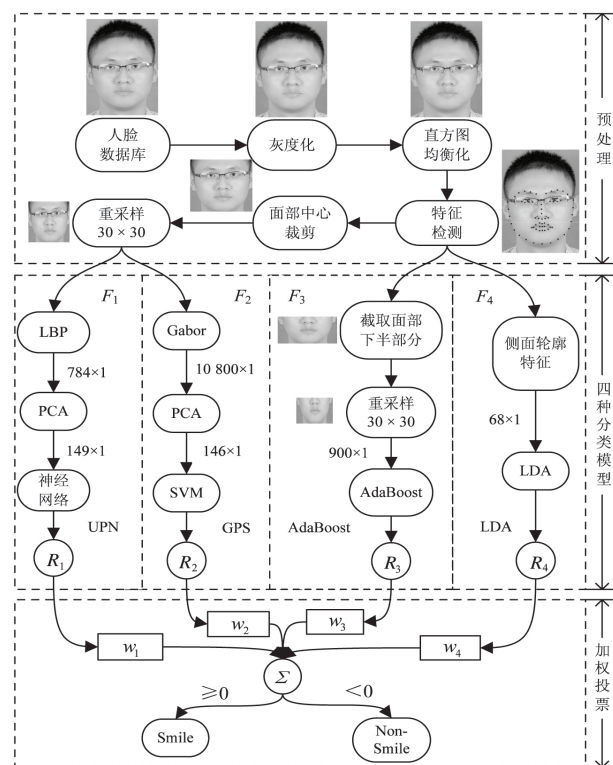 人脸
数据库
灰度化
直方图
均衡化
预处理
重采样
30 × 30
面部中心
裁剪
特征
检测
F1
F2
F3
F4
LBP
Gabor
截取面部
下半部分
侧面轮廓
特征
784×1
10 800×1
PCA
PCA
重采样
30 × 30
68×1
四种分类模型
149×1
146×1
900×1
神经
网络
SVM
AdaBoost
LDA
UPN
GPS
AdaBoost
LDA
R1
R2
R3
R4
w1
w2
w3
w4
Σ
≥0
<0
Smile
Non-
Smile
加权投票